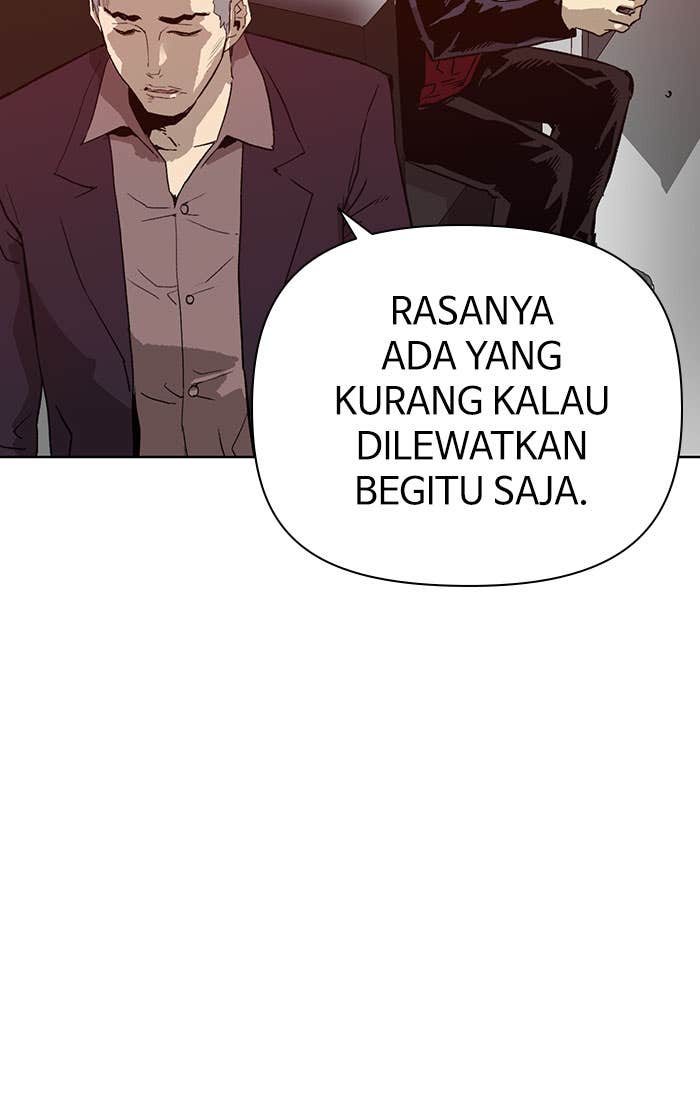 RASANYA
ADA YANG
KURANG KALAU
DILEWATKAN
BEGITU SAJA.